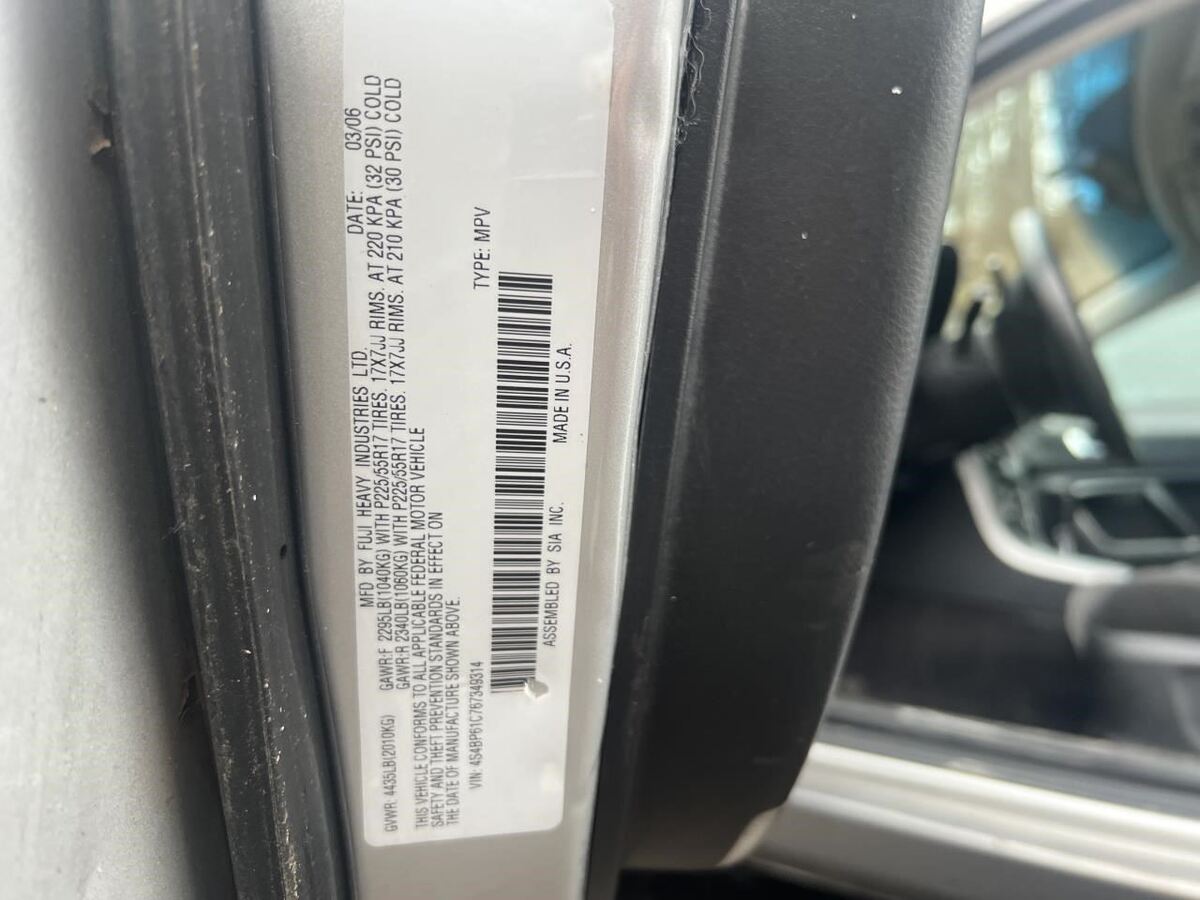 MFD BY FUJI HEAVY INDUSTRIES LTD. DATE: 03/06
GVWR: 4435LB(2010KG) GAWR:F 2295LB(1040KG) WITH P225/55R17 TIRES. 17X7JJ RIMS. AT 220 KPA (32 PSI) COLD
GAWR:R 2340LB(1060KG) WITH P225/55R17 TIRES. 17X7JJ RIMS. AT 210 KPA (30 PSI) COLD
THIS VEHICLE CONFORMS TO ALL APPLICABLE FEDERAL MOTOR VEHICLE
SAFETY AND THEFT PREVENTION STANDARDS IN EFFECT ON
THE DATE OF MANUFACTURE SHOWN ABOVE.
VIN: 4S4BP61C767349314 TYPE: MPV
ASSEMBLED BY SIA INC. MADE IN U.S.A.